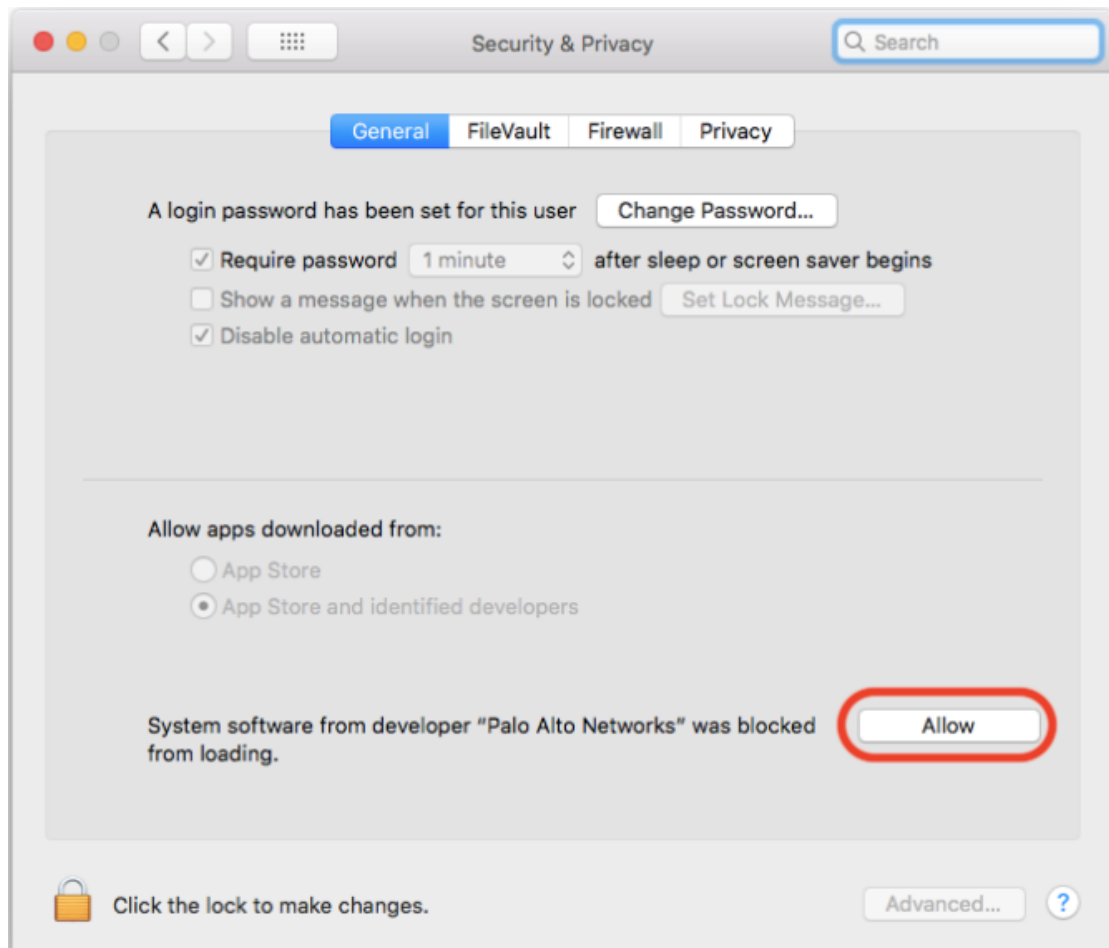 Security & Privacy
Search
General
FileVault
Firewall
Privacy
A login password has been set for this user
Change Password...
Require password
1 minute
after sleep or screen saver begins
Show a message when the screen is locked
Set Lock Message...
Disable automatic login
Allow apps downloaded from:
App Store
App Store and identified developers
System software from developer “Palo Alto Networks” was blocked
from loading.
Allow
Click the lock to make changes.
Advanced...
?